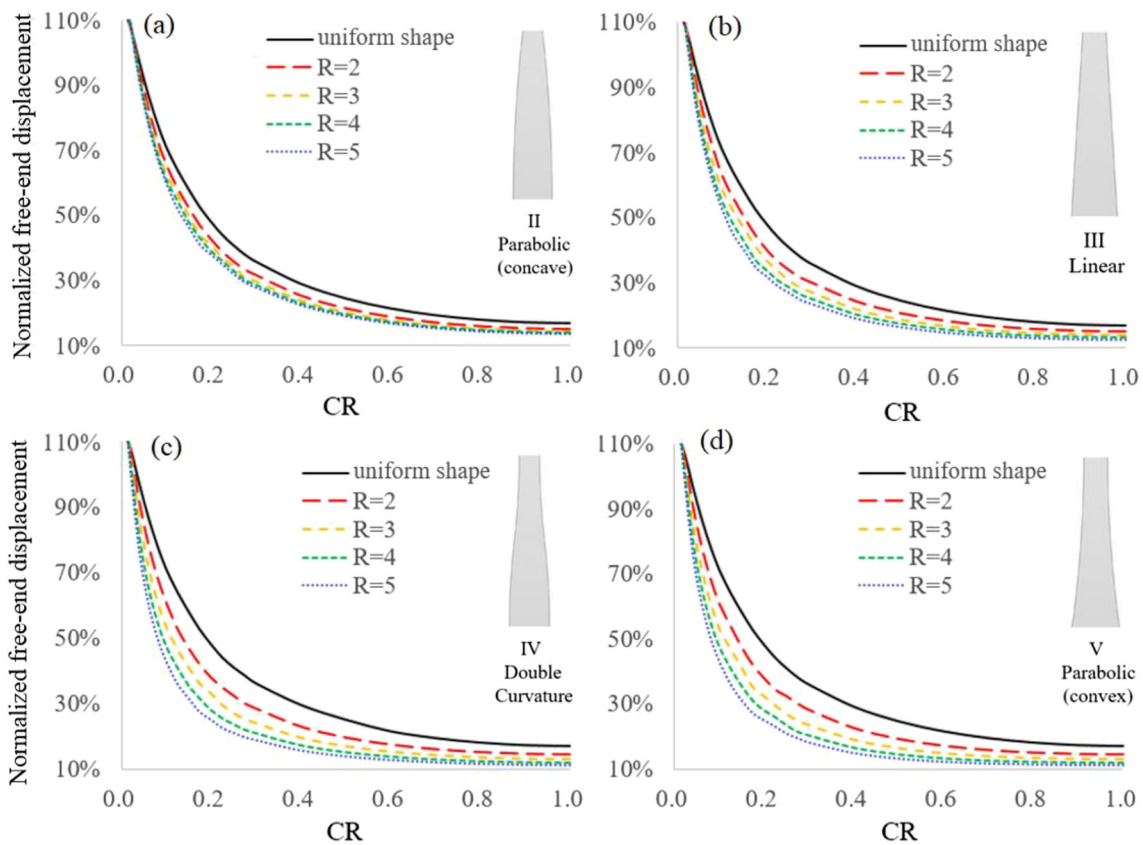 Normalized free-end displacement
110%
90%
70%
50%
30%
10%
(a)
uniform shape
R=2
R=3
R=4
R=5
II
Parabolic
(concave)
0.0 0.2 0.4 0.6 0.8 1.0
CR
110%
90%
70%
50%
30%
10%
(b)
uniform shape
R=2
R=3
R=4
R=5
III
Linear
0.0 0.2 0.4 0.6 0.8 1.0
CR
Normalized free-end displacement
110%
90%
70%
50%
30%
10%
(c)
uniform shape
R=2
R=3
R=4
R=5
IV
Double
Curvature
0.0 0.2 0.4 0.6 0.8 1.0
CR
110%
90%
70%
50%
30%
10%
(d)
uniform shape
R=2
R=3
R=4
R=5
V
Parabolic
(convex)
0.0 0.2 0.4 0.6 0.8 1.0
CR